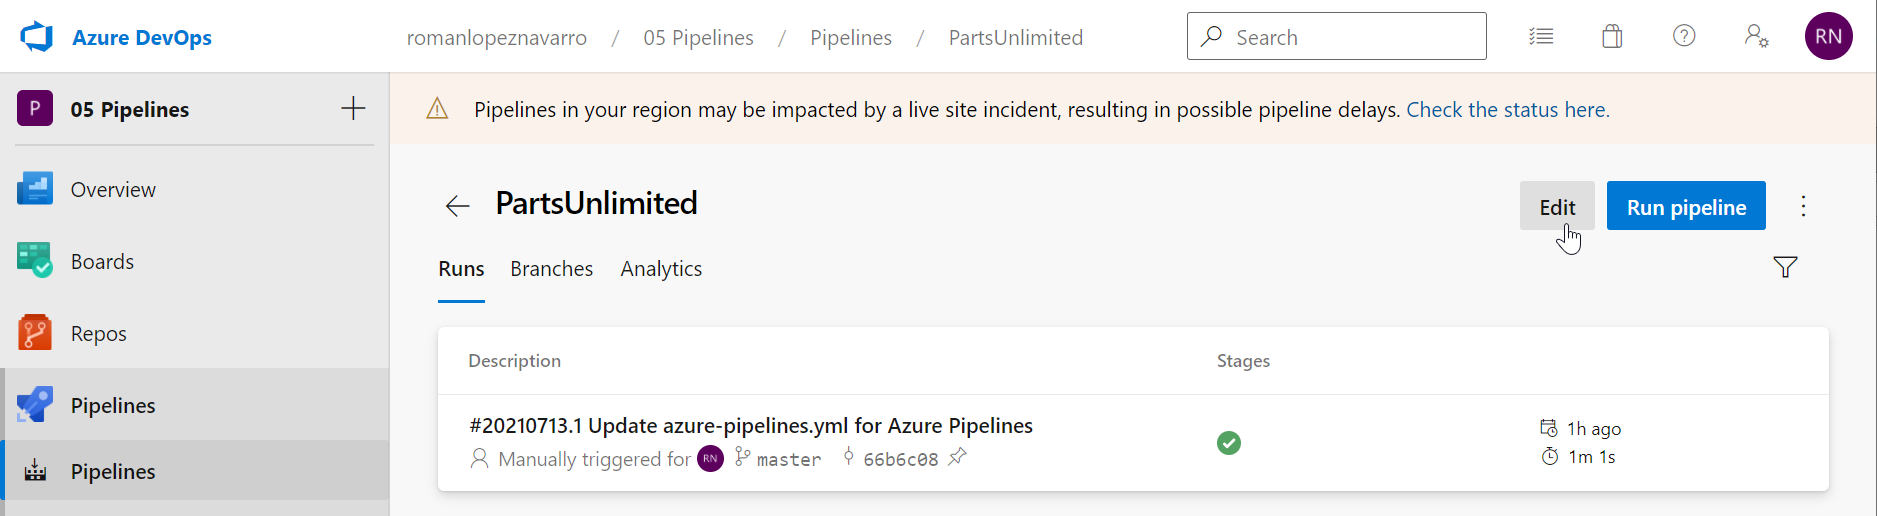 Azure DevOps
romanlopeznavarro / 05 Pipelines / Pipelines / PartsUnlimited
Search
RN
P 05 Pipelines
Pipelines in your region may be impacted by a live site incident, resulting in possible pipeline delays. Check the status here.
Overview
Boards
Repos
Pipelines
Pipelines
PartsUnlimited
Edit
Run pipeline
Runs Branches Analytics
Description Stages
#20210713.1 Update azure-pipelines.yml for Azure Pipelines
Manually triggered for RN master 66b6c08
1h ago
1m 1s